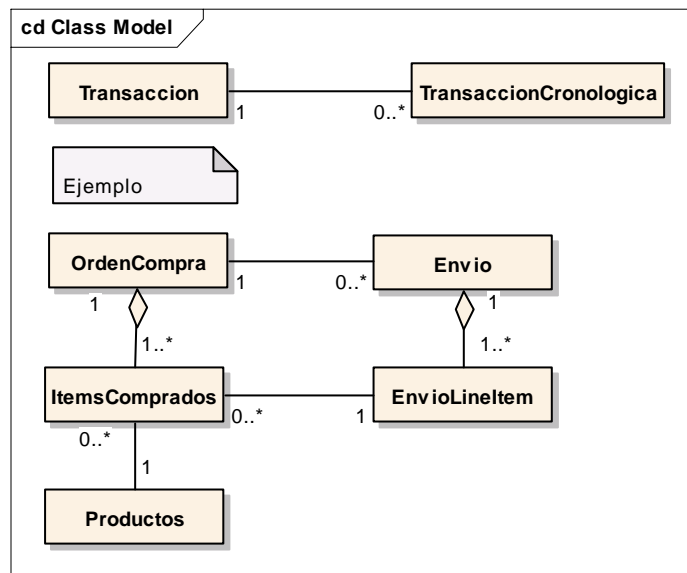 cd Class Model
Transaccion
TransaccionCronologica
1
0..*
Ejemplo
OrdenCompra
Envio
1
0..*
1
1
1..*
1..*
ItemsComprados
EnvioLineItem
0..*
1
0..*
1
Productos